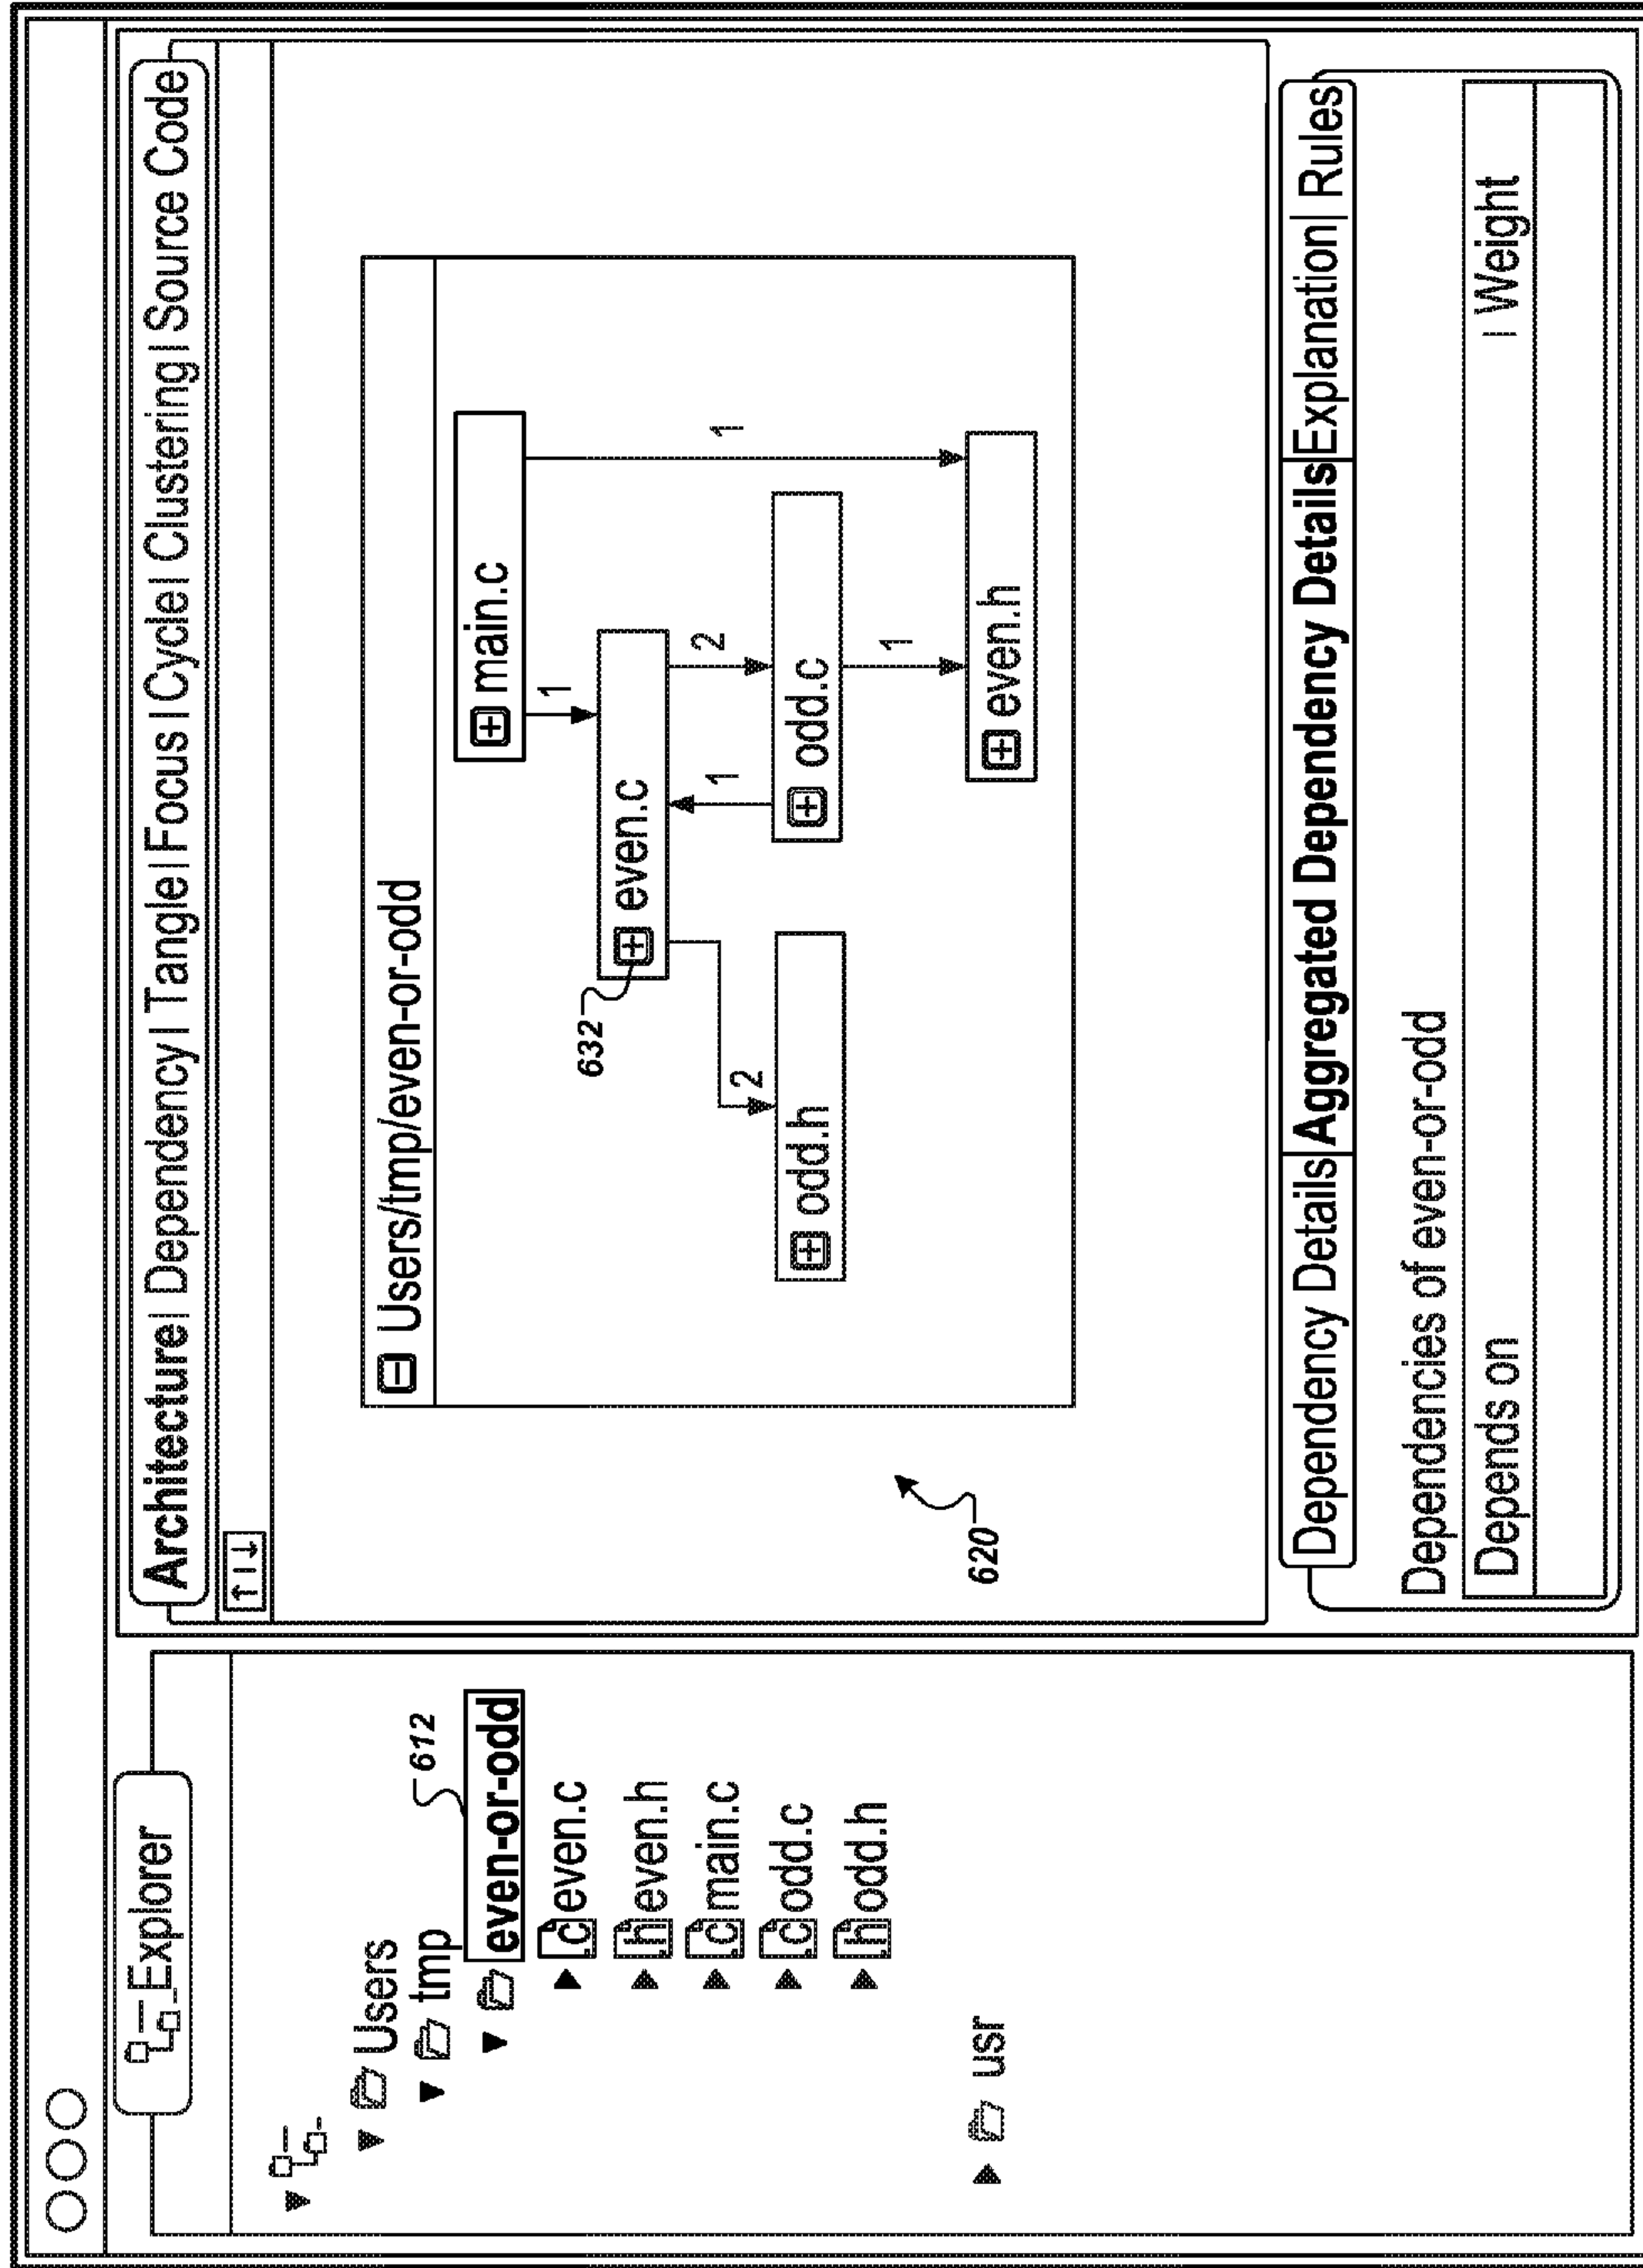 Explorer
Users
tmp
even-or-odd
612
.c even.c
.h even.h
.c main.c
.c odd.c
.h odd.h
usr
Architecture| Dependency| Tangle| Focus | Cycle| Clustering| Source Code
Users/tmp/even-or-odd
main.c
1
632
even.c
1
2
2
1
odd.h
odd.c
1
even.h
620
Dependency Details| Aggregated Dependency Details| Explanation| Rules
Dependencies of even-or-odd
Depends on | Weight